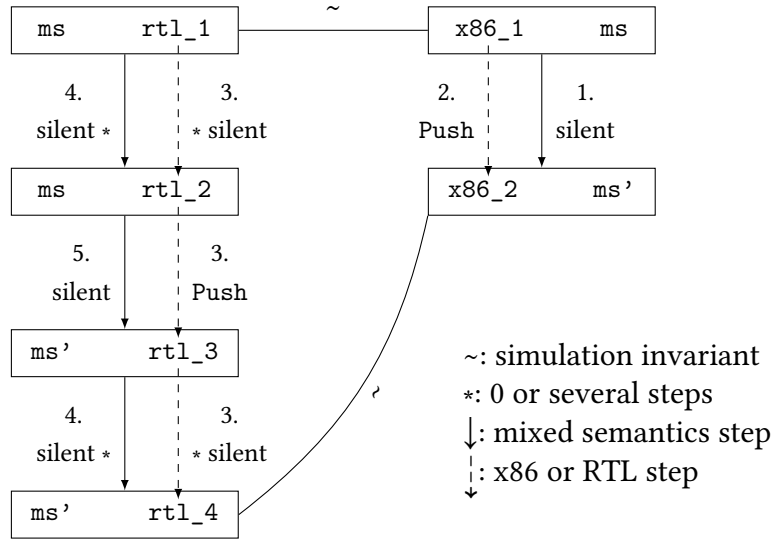 ~
ms rtl_1 x86_1 ms
4. 3. 2. 1.
silent * * silent Push silent
ms rtl_2 x86_2 ms'
5. 3.
silent Push
ms' rtl_3
~: simulation invariant
~
4. 3. *: 0 or several steps
silent * * silent ↓: mixed semantics step
⇣: x86 or RTL step
ms' rtl_4